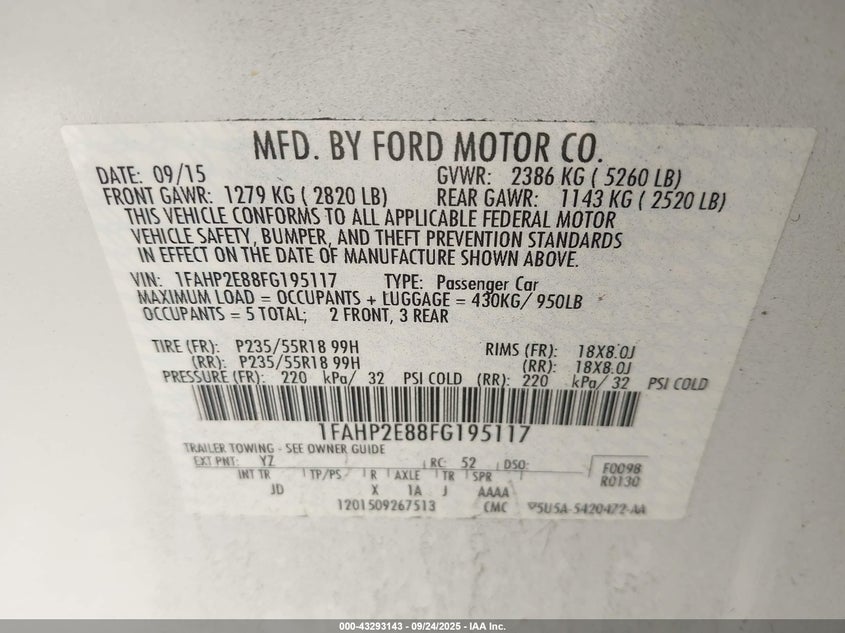 MFD. BY FORD MOTOR CO.
DATE: 09/15 GVWR: 2386 KG ( 5260 LB)
FRONT GAWR: 1279 KG ( 2820 LB) REAR GAWR: 1143 KG ( 2520 LB)
THIS VEHICLE CONFORMS TO ALL APPLICABLE FEDERAL MOTOR
VEHICLE SAFETY, BUMPER, AND THEFT PREVENTION STANDARDS
IN EFFECT ON THE DATE OF MANUFACTURE SHOWN ABOVE.
VIN: 1FAHP2E88FG195117 TYPE: Passenger Car
MAXIMUM LOAD = OCCUPANTS + LUGGAGE = 430KG/ 950LB
OCCUPANTS = 5 TOTAL; 2 FRONT, 3 REAR
TIRE (FR): P235/55R18 99H RIMS (FR): 18X8.0J
(RR): P235/55R18 99H (RR): 18X8.0J
PRESSURE (FR): 220 kPa/ 32 PSI COLD (RR): 220 kPa/ 32 PSI COLD
1FAHP2E88FG195117
TRAILER TOWING - SEE OWNER GUIDE
EXT PNT: YZ RC: 52 DSO: F0098
INT TR TP/PS R AXLE TR SPR R0130
JD X 1A J AAAA
1201509267513 CMC 5U5A-5420472-AA
000-43293143 - 09/24/2025 - IAA Inc.